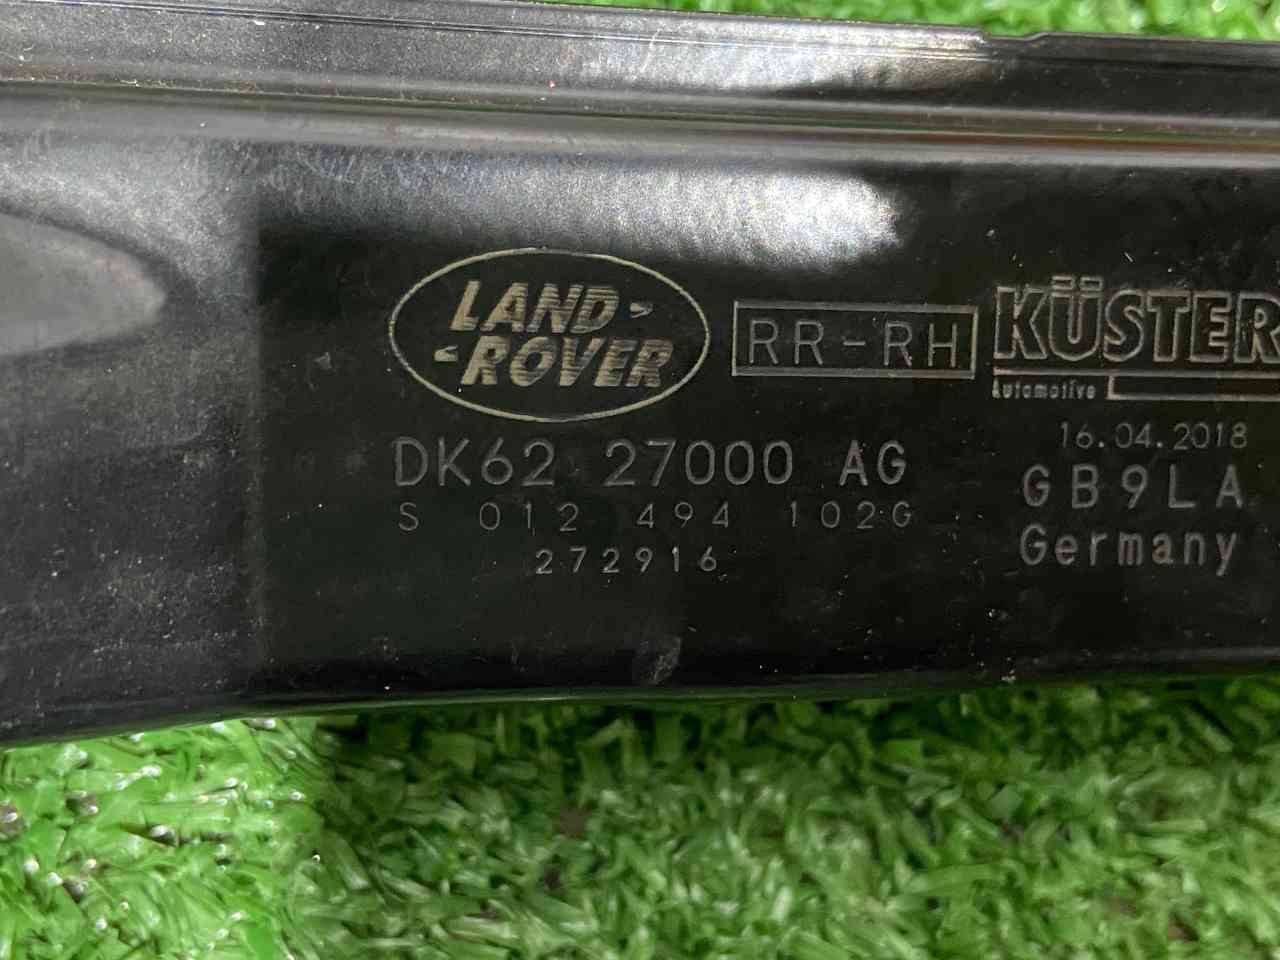 LAND-
-ROVER
RR-RH
KÜSTER
Automotive
16.04.2018
DK62 27000 AG
GB9LA
S 012 494 102G
Germany
272916